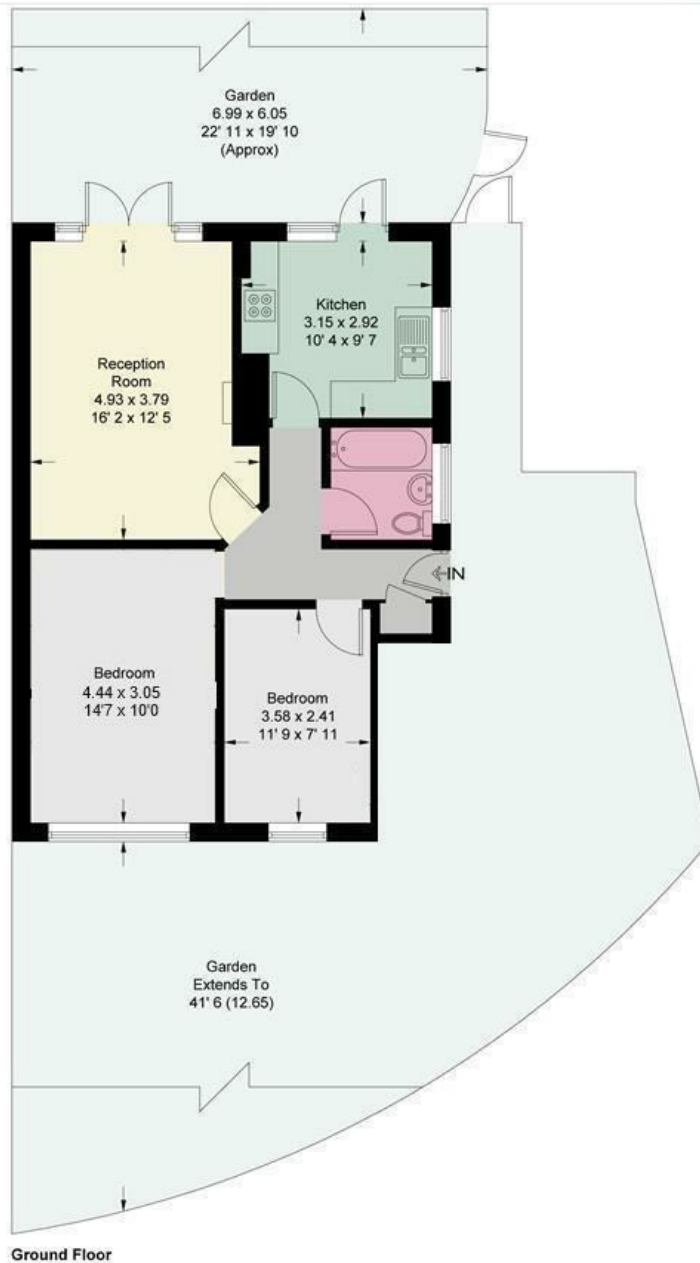 Garden
6.99 x 6.05
22' 11 x 19' 10
(Approx)
Kitchen
3.15 x 2.92
10' 4 x 9' 7
Reception
Room
4.93 x 3.79
16' 2 x 12' 5
IN
Bedroom
4.44 x 3.05
14'7 x 10'0
Bedroom
3.58 x 2.41
11' 9 x 7' 11
Garden
Extends To
41' 6 (12.65)
Ground Floor